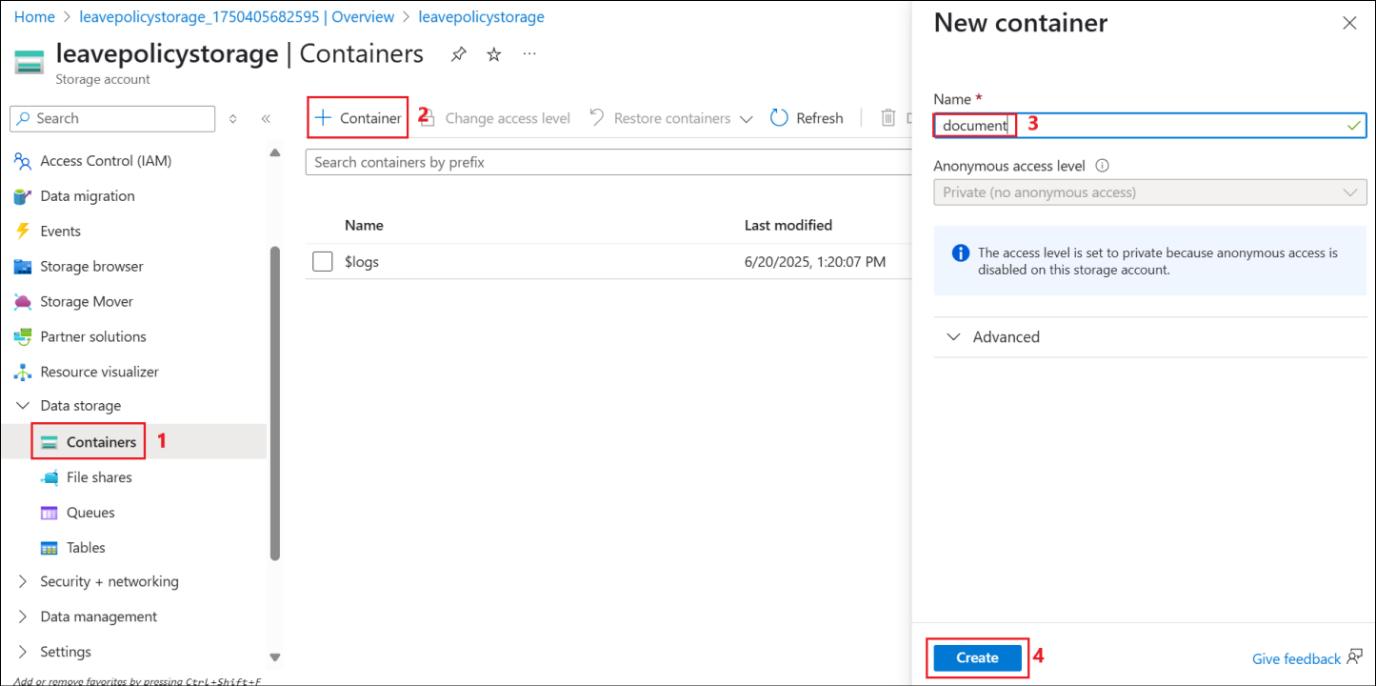 Home > leavepolicystorage_1750405682595 | Overview > leavepolicystorage
leavepolicystorage | Containers
Storage account
Search
Access Control (IAM)
Data migration
Events
Storage browser
Storage Mover
Partner solutions
Resource visualizer
Data storage
Containers 1
File shares
Queues
Tables
Security + networking
Data management
Settings
Add or remove favorites by pressing Ctrl+Shift+F
+ Container 2 Change access level Restore containers Refresh
Search containers by prefix
Name Last modified
$logs 6/20/2025, 1:20:07 PM
New container
Name *
document 3
Anonymous access level
Private (no anonymous access)
The access level is set to private because anonymous access is
disabled on this storage account.
Advanced
Create 4 Give feedback